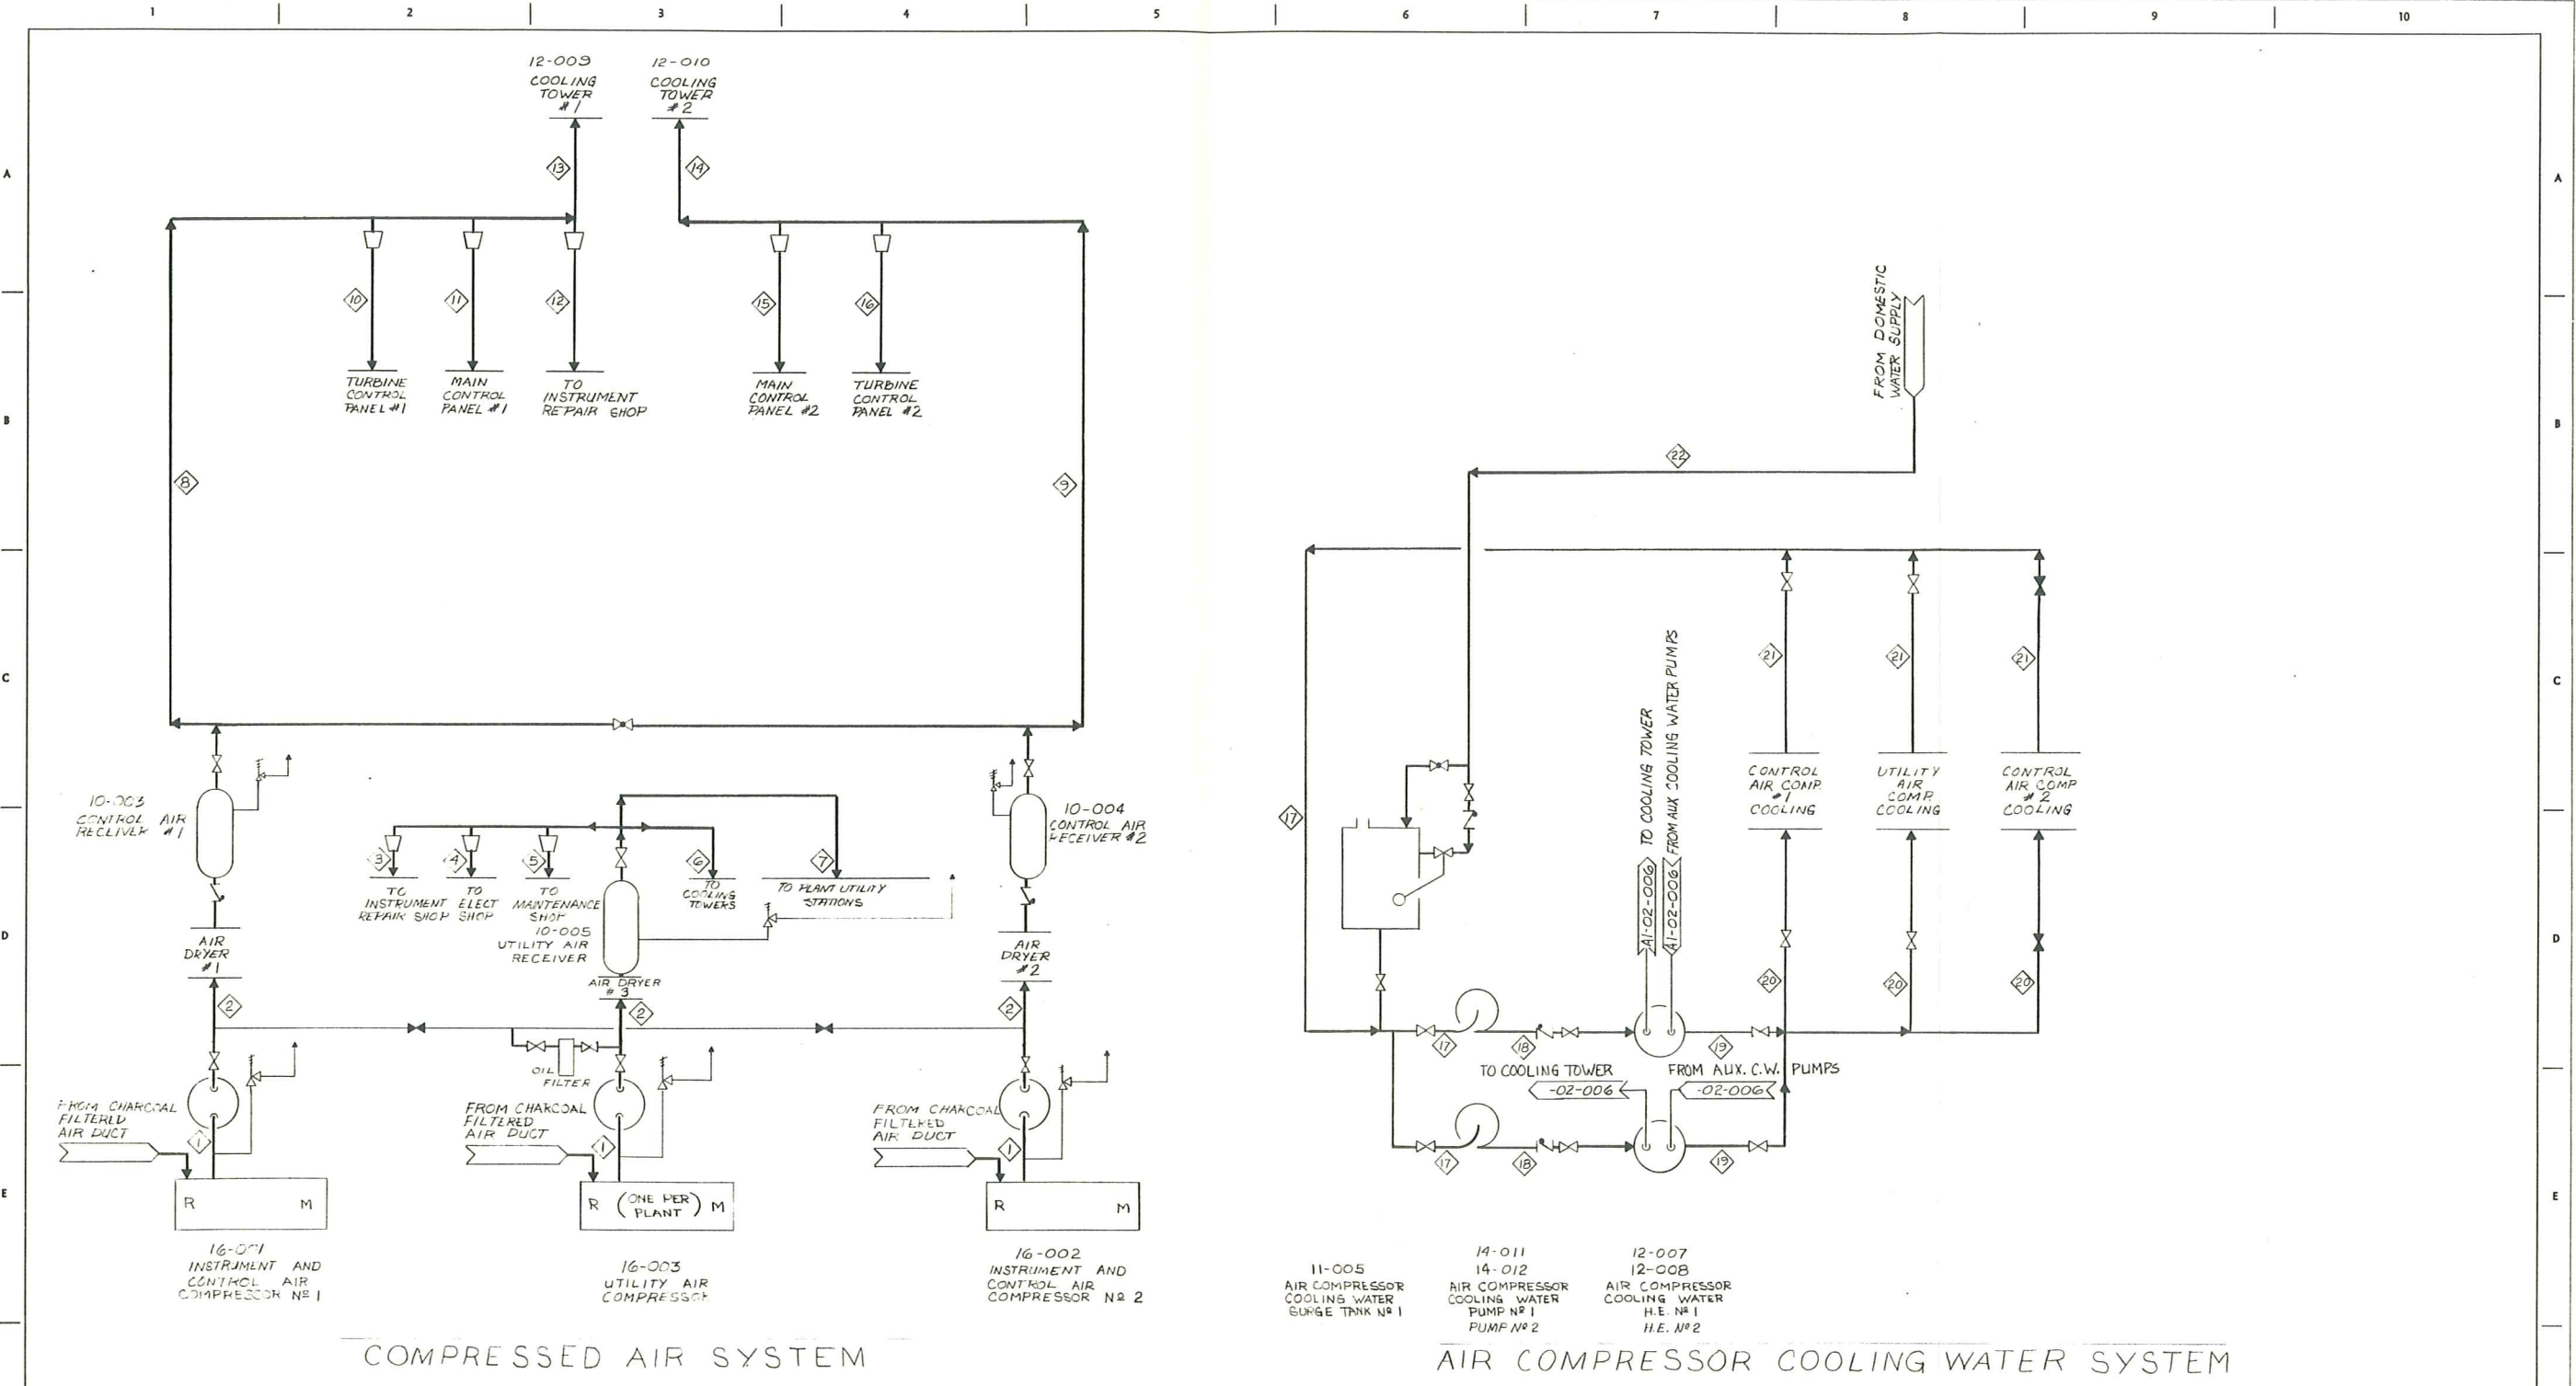 1 2 3 4 5 6 7 8 9 10
A
B
C
D
E
A
B
C
D
E
12-009
COOLING
TOWER
#1
12-010
COOLING
TOWER
#2
13
14
10
11
12
15
16
TURBINE
CONTROL
PANEL #1
MAIN
CONTROL
PANEL #1
TO
INSTRUMENT
REPAIR SHOP
MAIN
CONTROL
PANEL #2
TURBINE
CONTROL
PANEL #2
8
9
10-003
CONTROL AIR
RECEIVER #1
10-004
CONTROL AIR
RECEIVER #2
3
4
5
6
7
TO
INSTRUMENT
REPAIR SHOP
TO
ELECT
SHOP
TO
MAINTENANCE
SHOP
TO
COOLING
TOWERS
TO PLANT UTILITY
STATIONS
10-005
UTILITY AIR
RECEIVER
AIR
DRYER
#1
AIR DRYER
#3
AIR
DRYER
#2
2
2
2
OIL
FILTER
FROM CHARCOAL
FILTERED
AIR DUCT
1
FROM CHARCOAL
FILTERED
AIR DUCT
1
FROM CHARCOAL
FILTERED
AIR DUCT
1
R M
R (ONE PER PLANT) M
R M
16-001
INSTRUMENT AND
CONTROL AIR
COMPRESSOR Nº 1
16-003
UTILITY AIR
COMPRESSOR
16-002
INSTRUMENT AND
CONTROL AIR
COMPRESSOR Nº 2
COMPRESSED AIR SYSTEM
FROM DOMESTIC
WATER SUPPLY
22
21
21
21
17
TO COOLING TOWER
FROM AUX COOLING WATER PUMPS
A1-02-006
A1-02-006
CONTROL
AIR COMP.
#1
COOLING
UTILITY
AIR
COMP.
COOLING
CONTROL
AIR COMP
#2
COOLING
20
20
20
17
18
19
TO COOLING TOWER
FROM AUX. C.W. PUMPS
-02-006
-02-006
17
18
19
11-005
AIR COMPRESSOR
COOLING WATER
SURGE TANK Nº 1
14-011
14-012
AIR COMPRESSOR
COOLING WATER
PUMP Nº 1
PUMP Nº 2
12-007
12-008
AIR COMPRESSOR
COOLING WATER
H.E. Nº 1
H.E. Nº 2
AIR COMPRESSOR COOLING WATER SYSTEM